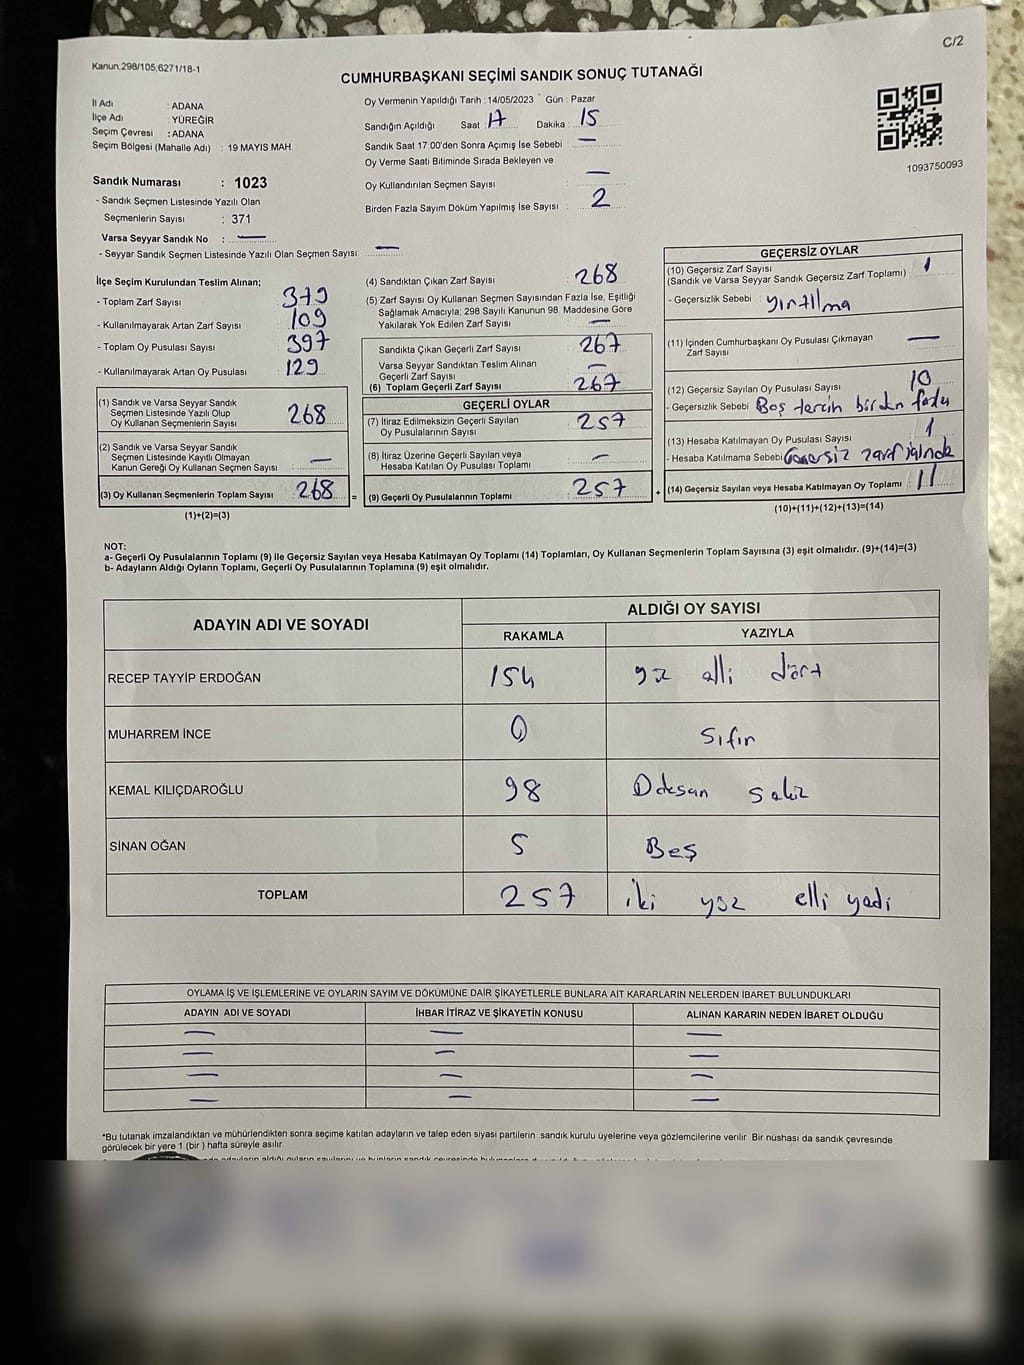 C/2
Kanun:298/105;6271/18-1
CUMHURBAŞKANI SEÇİMİ SANDIK SONUÇ TUTANAĞI
İl Adı : ADANA
İlçe Adı : YÜREĞİR
Seçim Çevresi : ADANA
Seçim Bölgesi (Mahalle Adı) : 19 MAYIS MAH.
Oy Vermenin Yapıldığı Tarih : 14/05/2023 Gün : Pazar
Sandığın Açıldığı Saat : 17 Dakika : 15
Sandık Saat 17:00'den Sonra Açımış İse Sebebi : —
Oy Verme Saati Bitiminde Sırada Bekleyen ve
Oy Kullandırılan Seçmen Sayısı : —
Birden Fazla Sayım Döküm Yapılmış İse Sayısı : 2
1093750093
Sandık Numarası : 1023
- Sandık Seçmen Listesinde Yazılı Olan
Seçmenlerin Sayısı : 371
Varsa Seyyar Sandık No : —
- Seyyar Sandık Seçmen Listesinde Yazılı Olan Seçmen Sayısı: —
İlçe Seçim Kurulundan Teslim Alınan;
- Toplam Zarf Sayısı : 379
- Kullanılmayarak Artan Zarf Sayısı : 109
- Toplam Oy Pusulası Sayısı : 397
- Kullanılmayarak Artan Oy Pusulası : 129
(1) Sandık ve Varsa Seyyar Sandık
Seçmen Listesinde Yazılı Olup
Oy Kullanan Seçmenlerin Sayısı : 268
(2) Sandık ve Varsa Seyyar Sandık
Seçmen Listesinde Kayıtlı Olmayan
Kanun Gereği Oy Kullanan Seçmen Sayısı : —
(3) Oy Kullanan Seçmenlerin Toplam Sayısı : 268 =
(1)+(2)=(3)
(4) Sandıktan Çıkan Zarf Sayısı : 268
(5) Zarf Sayısı Oy Kullanan Seçmen Sayısından Fazla İse, Eşitliği
Sağlamak Amacıyla; 298 Sayılı Kanunun 98. Maddesine Göre
Yakılarak Yok Edilen Zarf Sayısı : —
Sandıkta Çıkan Geçerli Zarf Sayısı : 267
Varsa Seyyar Sandıktan Teslim Alınan
Geçerli Zarf Sayısı : —
(6) Toplam Geçerli Zarf Sayısı : 267
GEÇERLİ OYLAR
(7) İtiraz Edilmeksizin Geçerli Sayılan
Oy Pusulalarının Sayısı : 257
(8) İtiraz Üzerine Geçerli Sayılan veya
Hesaba Katılan Oy Pusulası Toplamı : —
(9) Geçerli Oy Pusulalarının Toplamı : 257 +
GEÇERSİZ OYLAR
(10) Geçersiz Zarf Sayısı
(Sandık ve Varsa Seyyar Sandık Geçersiz Zarf Toplamı) : 1
- Geçersizlik Sebebi : yırtılma
(11) İçinden Cumhurbaşkanı Oy Pusulası Çıkmayan
Zarf Sayısı : —
(12) Geçersiz Sayılan Oy Pusulası Sayısı : 10
- Geçersizlik Sebebi : Boş tercih birden fazla
(13) Hesaba Katılmayan Oy Pusulası Sayısı : 1
- Hesaba Katılmama Sebebi : Geçersiz zarf içinde
(14) Geçersiz Sayılan veya Hesaba Katılmayan Oy Toplamı : 11
(10)+(11)+(12)+(13)=(14)
NOT:
a- Geçerli Oy Pusulalarının Toplamı (9) ile Geçersiz Sayılan veya Hesaba Katılmayan Oy Toplamı (14) Toplamları, Oy Kullanan Seçmenlerin Toplam Sayısına (3) eşit olmalıdır. (9)+(14)=(3)
b- Adayların Aldığı Oyların Toplamı, Geçerli Oy Pusulalarının Toplamına (9) eşit olmalıdır.
ADAYIN ADI VE SOYADI
ALDIĞI OY SAYISI
RAKAMLA YAZIYLA
RECEP TAYYİP ERDOĞAN 154 yüz elli dört
MUHARREM İNCE 0 Sıfır
KEMAL KILIÇDAROĞLU 98 Doksan sekiz
SİNAN OĞAN 5 Beş
TOPLAM 257 iki yüz elli yedi
OYLAMA İŞ VE İŞLEMLERİNE VE OYLARIN SAYIM VE DÖKÜMÜNE DAİR ŞİKAYETLERLE BUNLARA AİT KARARLARIN NELERDEN İBARET BULUNDUKLARI
ADAYIN ADI VE SOYADI İHBAR İTİRAZ VE ŞİKAYETİN KONUSU ALINAN KARARIN NEDEN İBARET OLDUĞU
— — —
— — —
— — —
— — —
*Bu tutanak imzalandıktan ve mühürlendikten sonra seçime katılan adayların ve talep eden siyasi partilerin sandık kurulu üyelerine veya gözlemcilerine verilir. Bir nüshası da sandık çevresinde
görülecek bir yere 1 (bir ) hafta süreyle asılır.